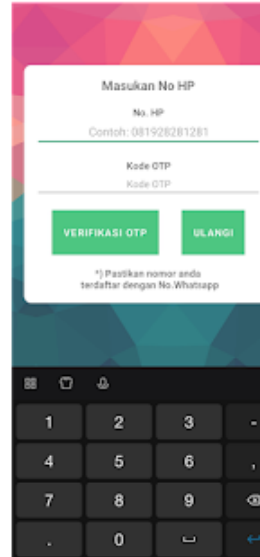 Masukan No HP
No. HP
Contoh: 081928281281
Kode OTP
Kode OTP
VERIFIKASI OTP
ULANGI
*) Pastikan nomor anda
terdaftar dengan No.Whatsapp
1 2 3 -
4 5 6 ,
7 8 9
. 0